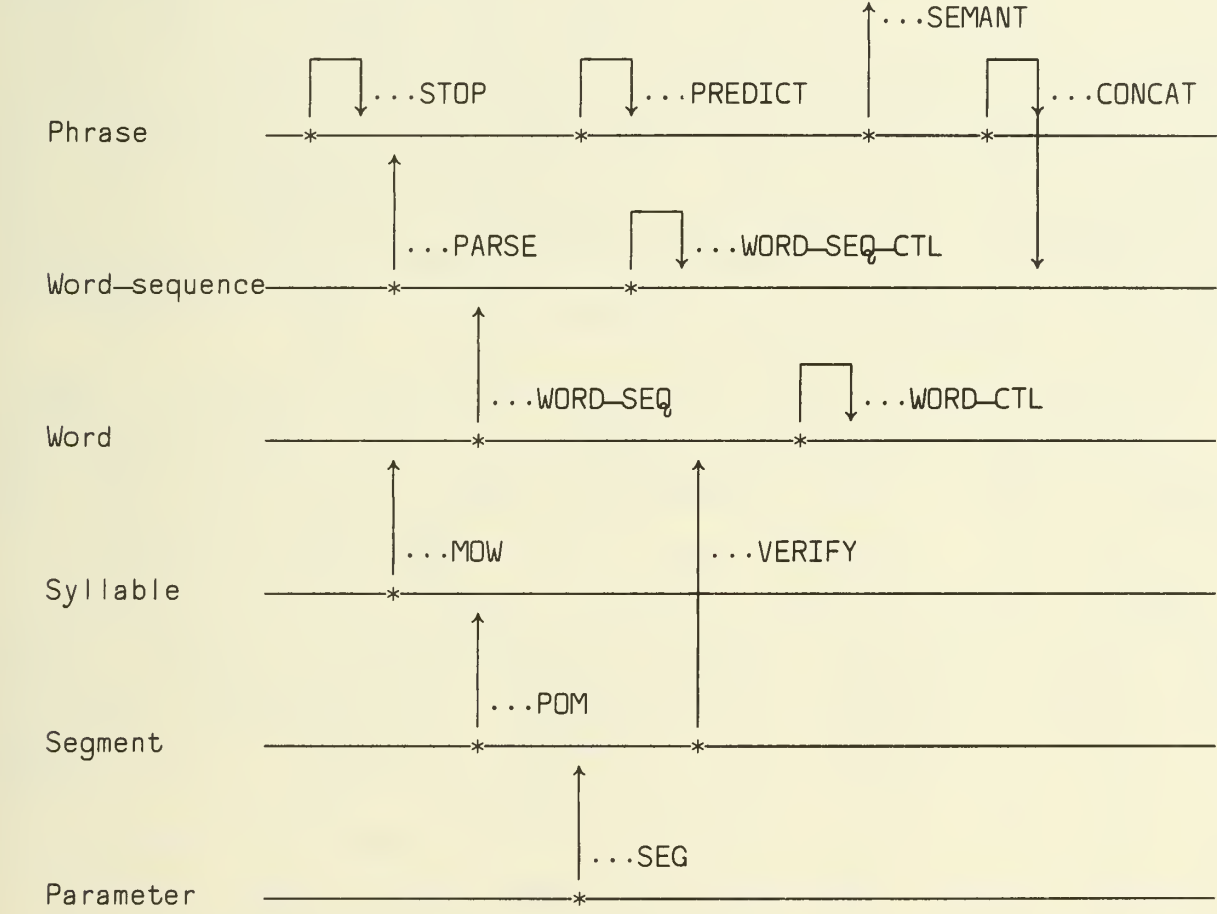 ...SEMANT
...STOP ...PREDICT ...CONCAT
Phrase
...PARSE ...WORD-SEQ-CTL
Word-sequence
...WORD-SEQ ...WORD-CTL
Word
...MOW ...VERIFY
Syllable
...POM
Segment
...SEG
Parameter